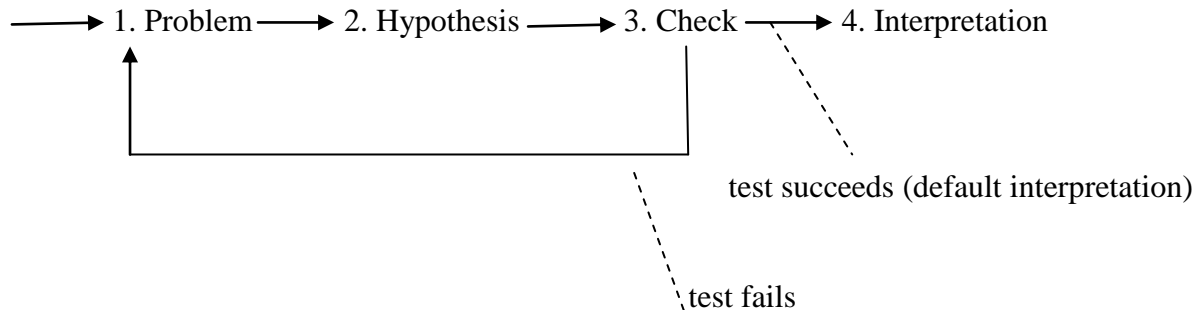 1. Problem 2. Hypothesis 3. Check 4. Interpretation
test succeeds (default interpretation)
test fails